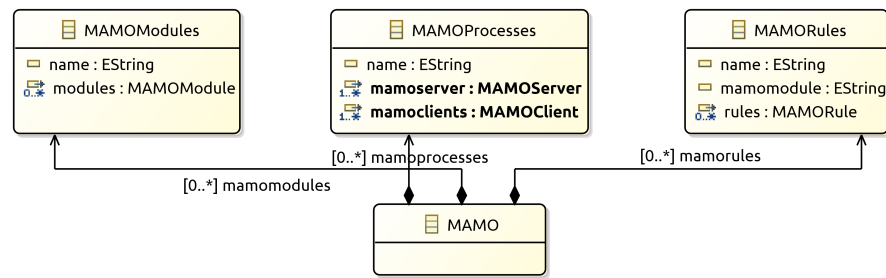 MAMOModules
name : EString
0..*
modules : MAMOModule
MAMOProcesses
name : EString
1..*
mamoserver : MAMOServer
1..*
mamoclients : MAMOClient
MAMORules
name : EString
mamomodule : EString
0..*
rules : MAMORule
[0..*] mamoprocesses
[0..*] mamorules
[0..*] mamomodules
MAMO